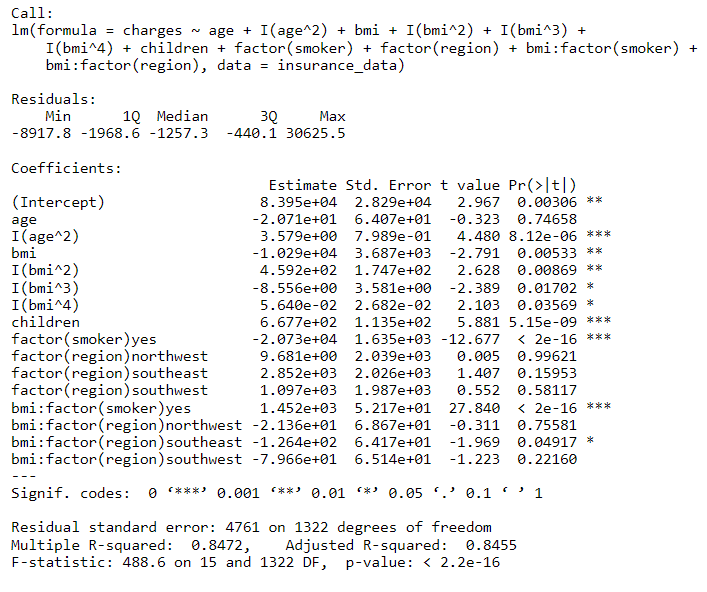 Call:
lm(formula = charges ~ age + I(age^2) + bmi + I(bmi^2) + I(bmi^3) +
    I(bmi^4) + children + factor(smoker) + factor(region) + bmi:factor(smoker) +
    bmi:factor(region), data = insurance_data)

Residuals:
    Min      1Q  Median      3Q     Max
-8917.8 -1968.6 -1257.3  -440.1 30625.5

Coefficients:
                              Estimate Std. Error t value Pr(>|t|)
(Intercept)                  8.395e+04  2.829e+04   2.967  0.00306 **
age                         -2.071e+01  6.407e+01  -0.323  0.74658
I(age^2)                     3.579e+00  7.989e-01   4.480 8.12e-06 ***
bmi                         -1.029e+04  3.687e+03  -2.791  0.00533 **
I(bmi^2)                     4.592e+02  1.747e+02   2.628  0.00869 **
I(bmi^3)                    -8.556e+00  3.581e+00  -2.389  0.01702 *
I(bmi^4)                     5.640e-02  2.682e-02   2.103  0.03569 *
children                     6.677e+02  1.135e+02   5.881 5.15e-09 ***
factor(smoker)yes           -2.073e+04  1.635e+03 -12.677  < 2e-16 ***
factor(region)northwest      9.681e+00  2.039e+03   0.005  0.99621
factor(region)southeast      2.852e+03  2.026e+03   1.407  0.15953
factor(region)southwest      1.097e+03  1.987e+03   0.552  0.58117
bmi:factor(smoker)yes        1.452e+03  5.217e+01  27.840  < 2e-16 ***
bmi:factor(region)northwest -2.136e+01  6.867e+01  -0.311  0.75581
bmi:factor(region)southeast -1.264e+02  6.417e+01  -1.969  0.04917 *
bmi:factor(region)southwest -7.966e+01  6.514e+01  -1.223  0.22160
---
Signif. codes:  0 ‘***’ 0.001 ‘**’ 0.01 ‘*’ 0.05 ‘.’ 0.1 ‘ ’ 1

Residual standard error: 4761 on 1322 degrees of freedom
Multiple R-squared:  0.8472,    Adjusted R-squared:  0.8455
F-statistic: 488.6 on 15 and 1322 DF,  p-value: < 2.2e-16